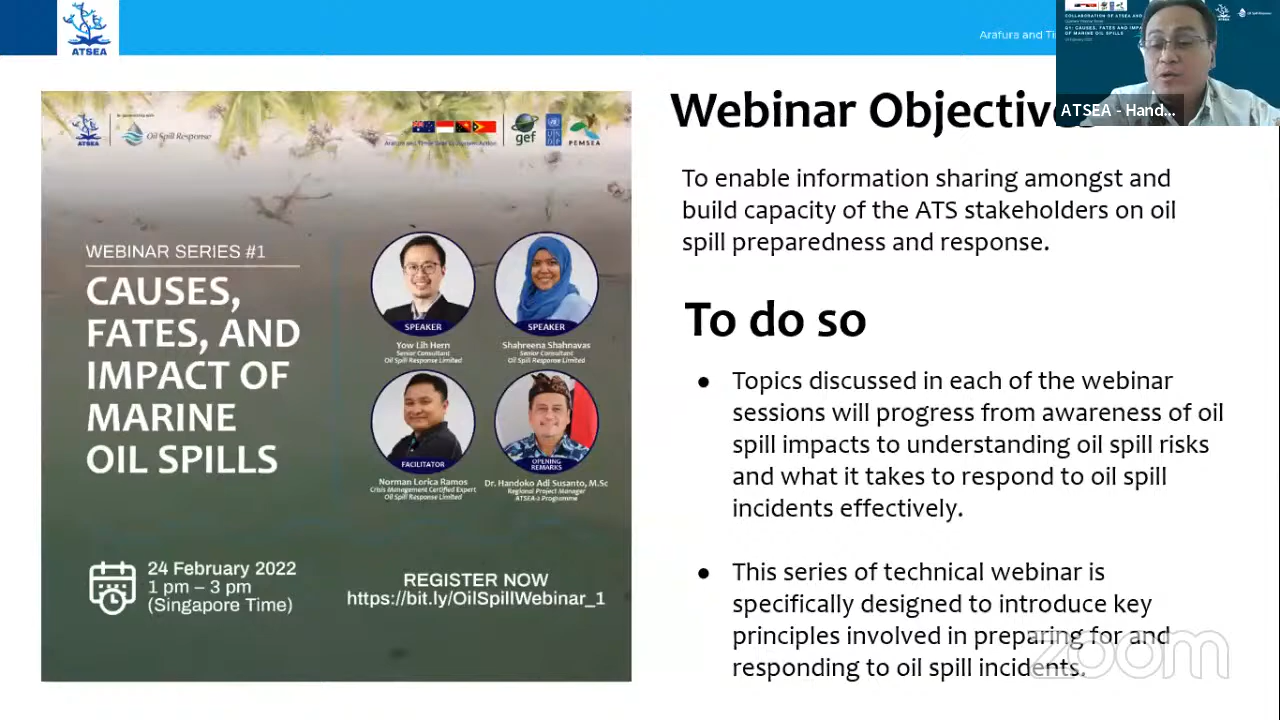 ATSEA
Arafura and Ti
COLLABORATION OF ATSEA AND
OF MARINE OIL SPILLS
ATSEA - Hand...
ATSEA
In partnership with
Oil Spill Response
gef
UNDP
PEMSEA
WEBINAR SERIES #1
CAUSES,
FATES, AND
IMPACT OF
MARINE
OIL SPILLS
SPEAKER
Yow Lih Hern
Senior Consultant
Oil Spill Response Limited
SPEAKER
Shahreena Shahnavas
Senior Consultant
Oil Spill Response Limited
FACILITATOR
Norman Lorica Ramos
Crisis Management Certified Expert
Oil Spill Response Limited
OPENING
REMARKS
Dr. Handoko Adi Susanto, M.Sc
Regional Project Manager
ATSEA-2 Programme
24 February 2022
1 pm – 3 pm
(Singapore Time)
REGISTER NOW
https://bit.ly/OilSpillWebinar_1
Webinar Objective
To enable information sharing amongst and
build capacity of the ATS stakeholders on oil
spill preparedness and response.
To do so
● Topics discussed in each of the webinar
sessions will progress from awareness of oil
spill impacts to understanding oil spill risks
and what it takes to respond to oil spill
incidents effectively.
● This series of technical webinar is
specifically designed to introduce key
principles involved in preparing for and
responding to oil spill incidents.
zoom